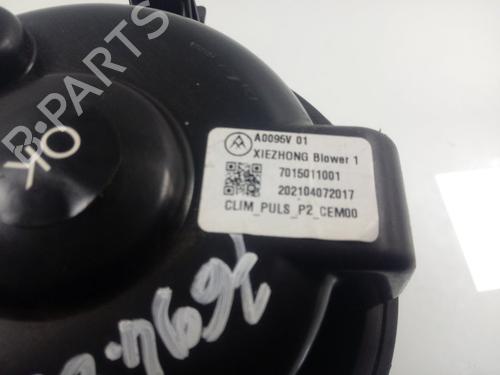 A0095V 01
XIEZHONG Blower 1
7015011001
202104072017
CLIM_PULS_P2_CEM00
OK
B-PARTS